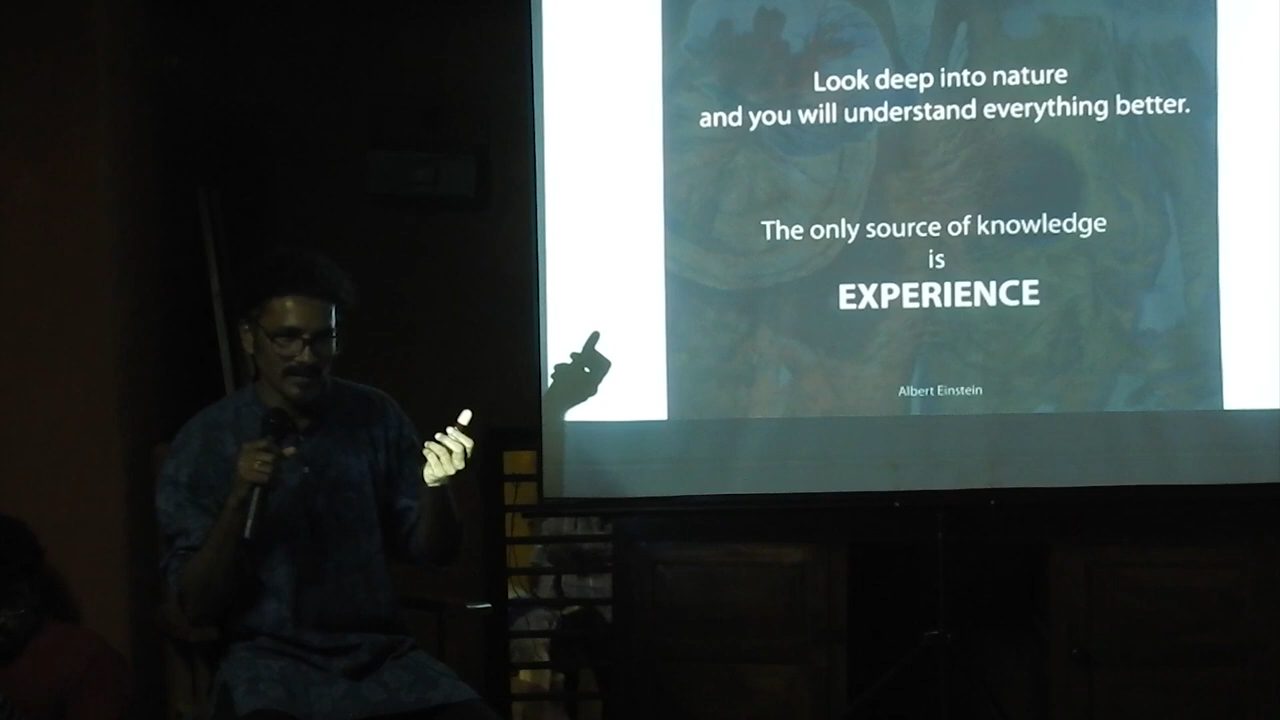 Look deep into nature
and you will understand everything better.
The only source of knowledge
is
EXPERIENCE
Albert Einstein